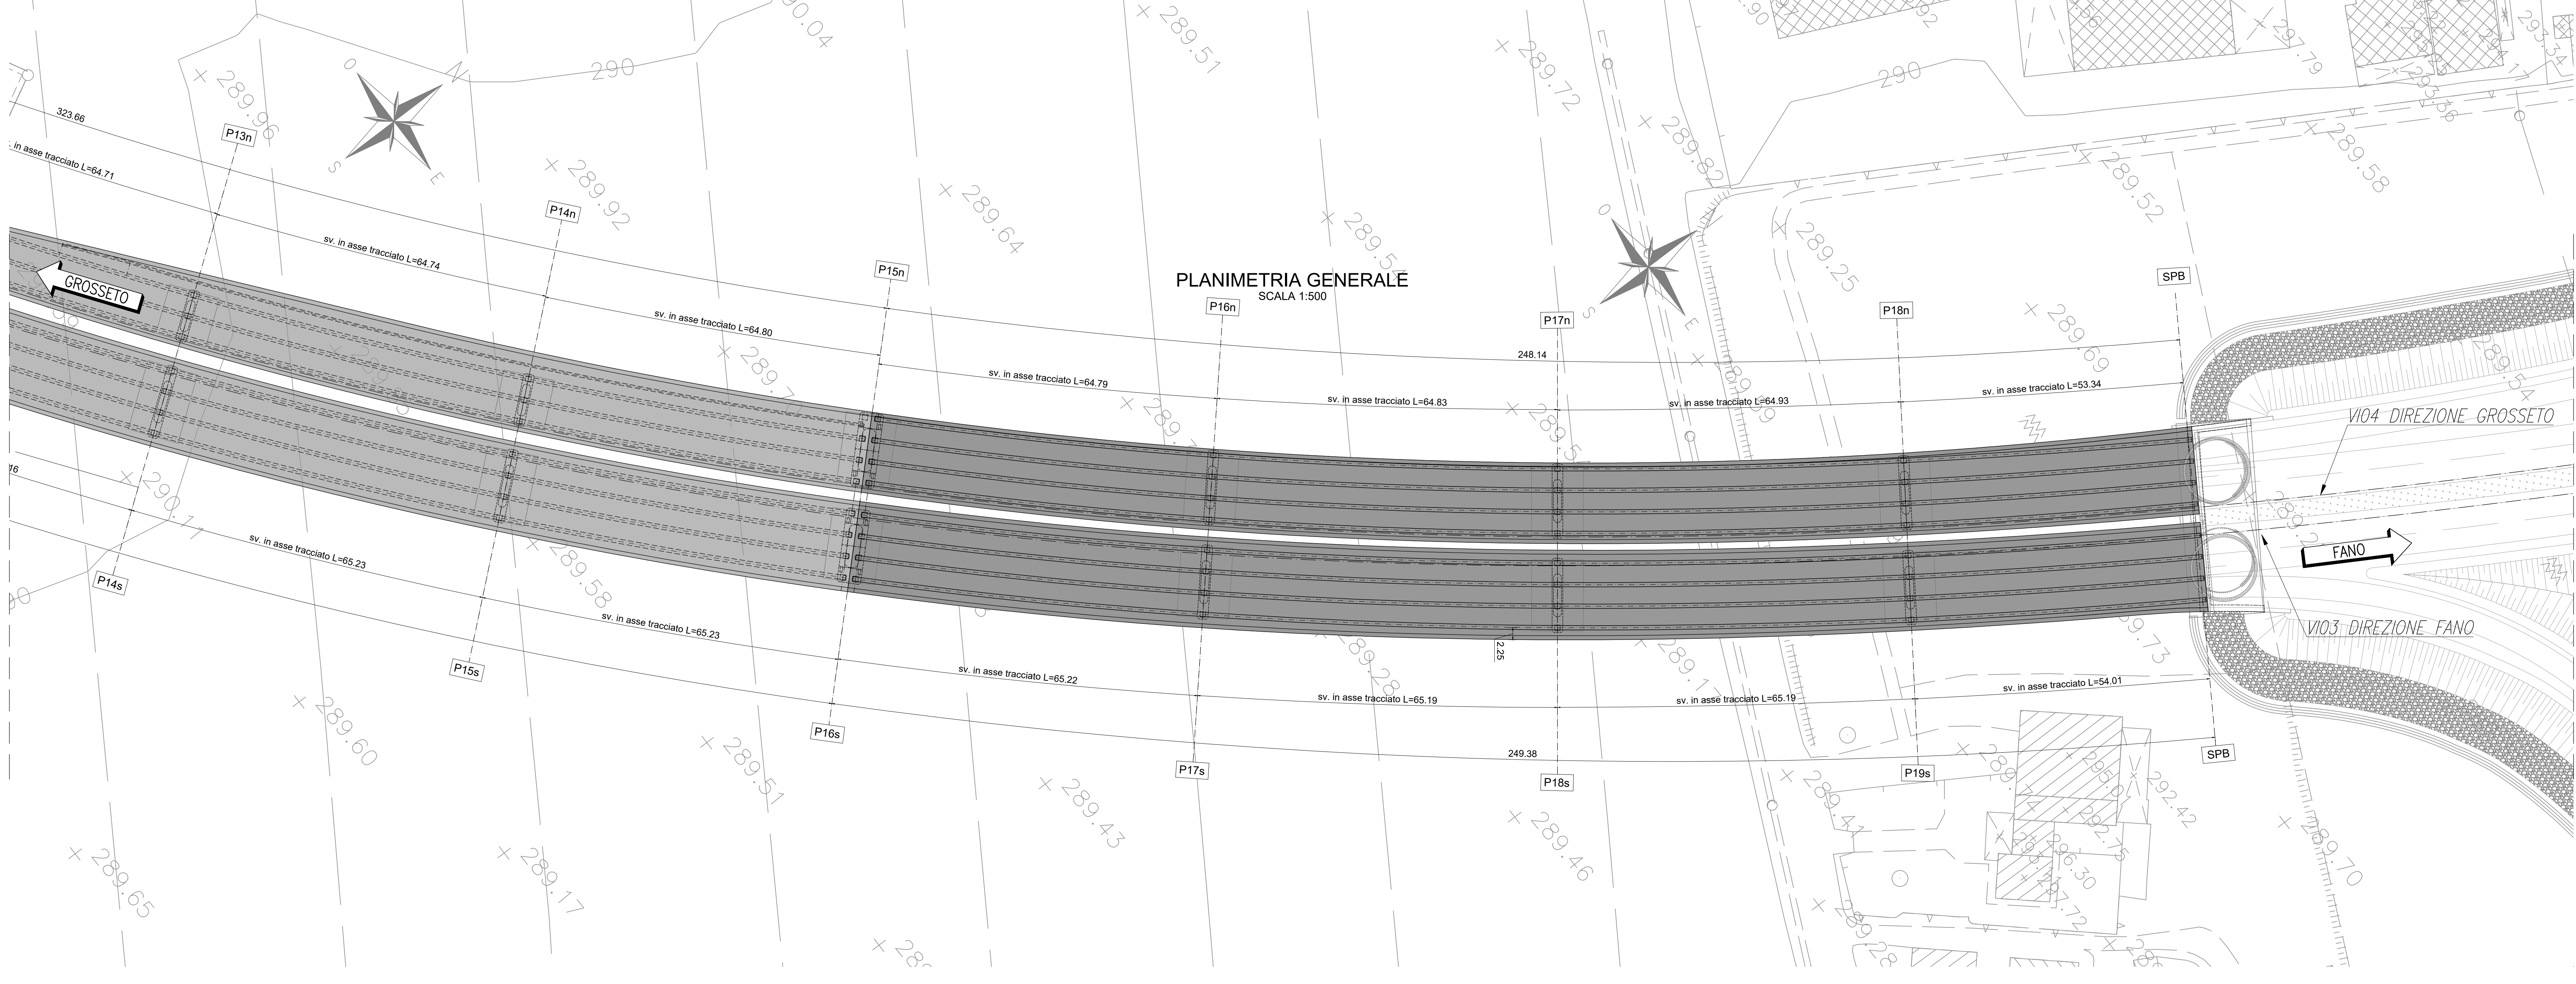 PLANIMETRIA GENERALE
SCALA 1:500
323.66
. in asse tracciato L=64.71
P13n
sv. in asse tracciato L=64.74
P14n
sv. in asse tracciato L=64.80
P15n
sv. in asse tracciato L=64.79
P16n
sv. in asse tracciato L=64.83
P17n
248.14
sv. in asse tracciato L=64.93
P18n
sv. in asse tracciato L=53.34
SPB
O
N
S
E
O
S
E
GROSSETO
FANO
VI04 DIREZIONE GROSSETO
VI03 DIREZIONE FANO
16
P14s
sv. in asse tracciato L=65.23
P15s
sv. in asse tracciato L=65.23
P16s
sv. in asse tracciato L=65.22
P17s
sv. in asse tracciato L=65.19
P18s
249.38
sv. in asse tracciato L=65.19
P19s
sv. in asse tracciato L=54.01
SPB
2.25
290
290
289.96
289.92
289.51
289.64
289.54
289.72
289.82
289.25
289.52
289.58
289.69
289.54
290.11
289.58
289.60
289.51
289.43
289.28
289.46
289.65
289.17
289.70
292.42
292.75